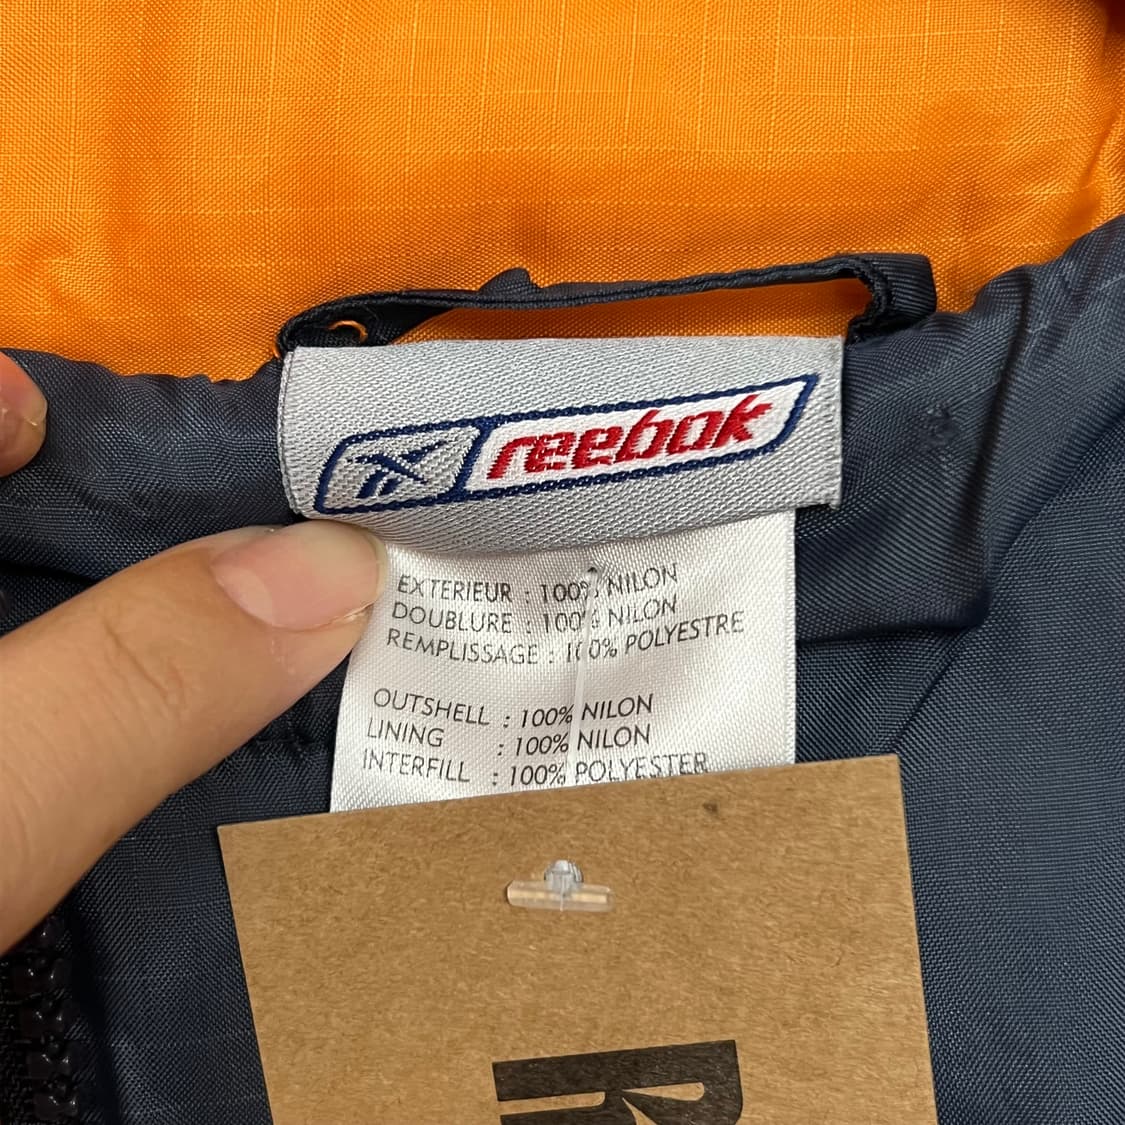 reebok
EXTERIEUR : 100% NILON
DOUBLURE : 100% NILON
REMPLISSAGE : 100% POLYESTRE
OUTSHELL : 100% NILON
LINING : 100% NILON
INTERFILL : 100% POLYESTER
R